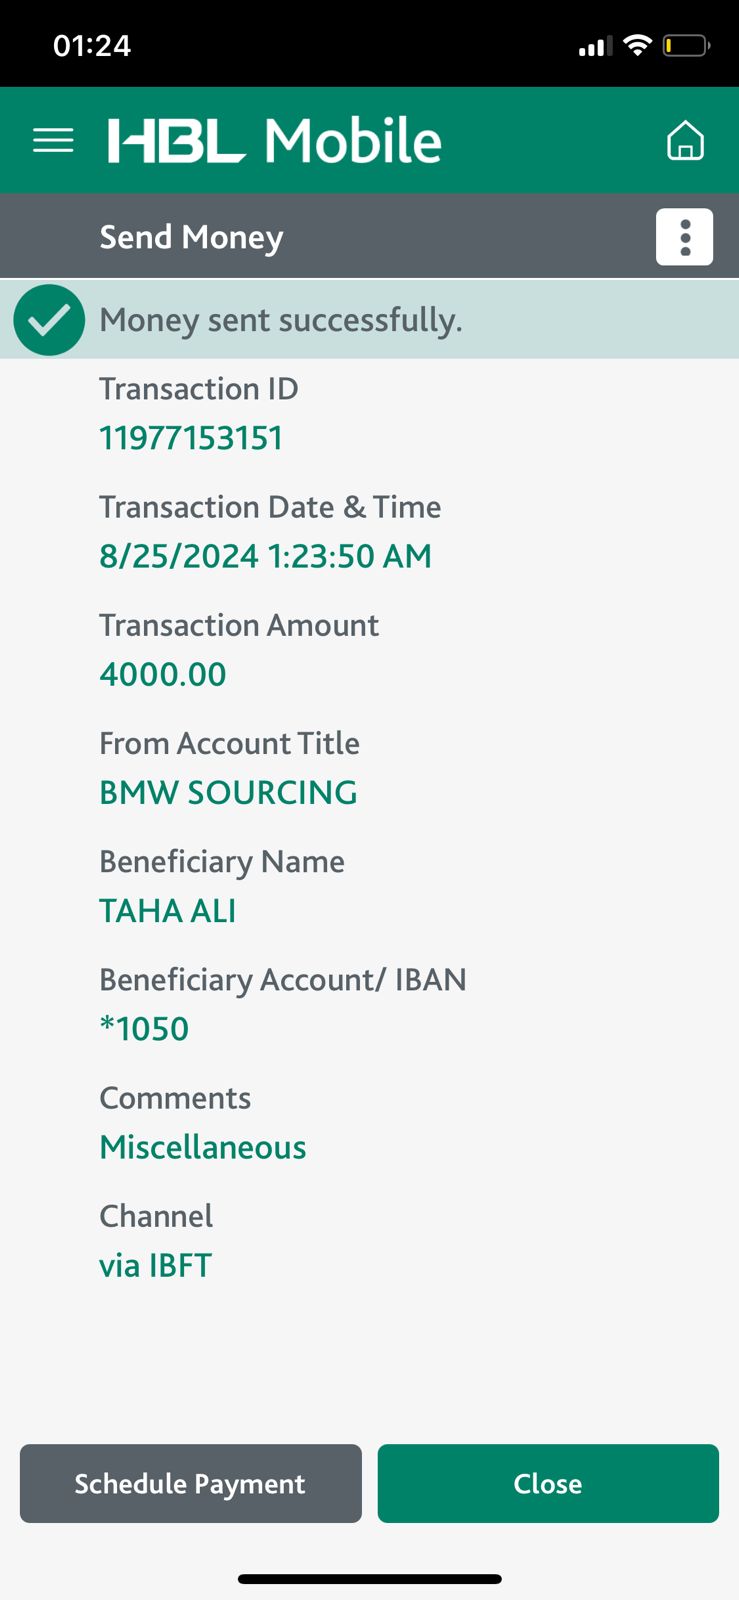 01:24
HBL Mobile
Send Money
Money sent successfully.
Transaction ID
11977153151
Transaction Date & Time
8/25/2024 1:23:50 AM
Transaction Amount
4000.00
From Account Title
BMW SOURCING
Beneficiary Name
TAHA ALI
Beneficiary Account/ IBAN
*1050
Comments
Miscellaneous
Channel
via IBFT
Schedule Payment
Close